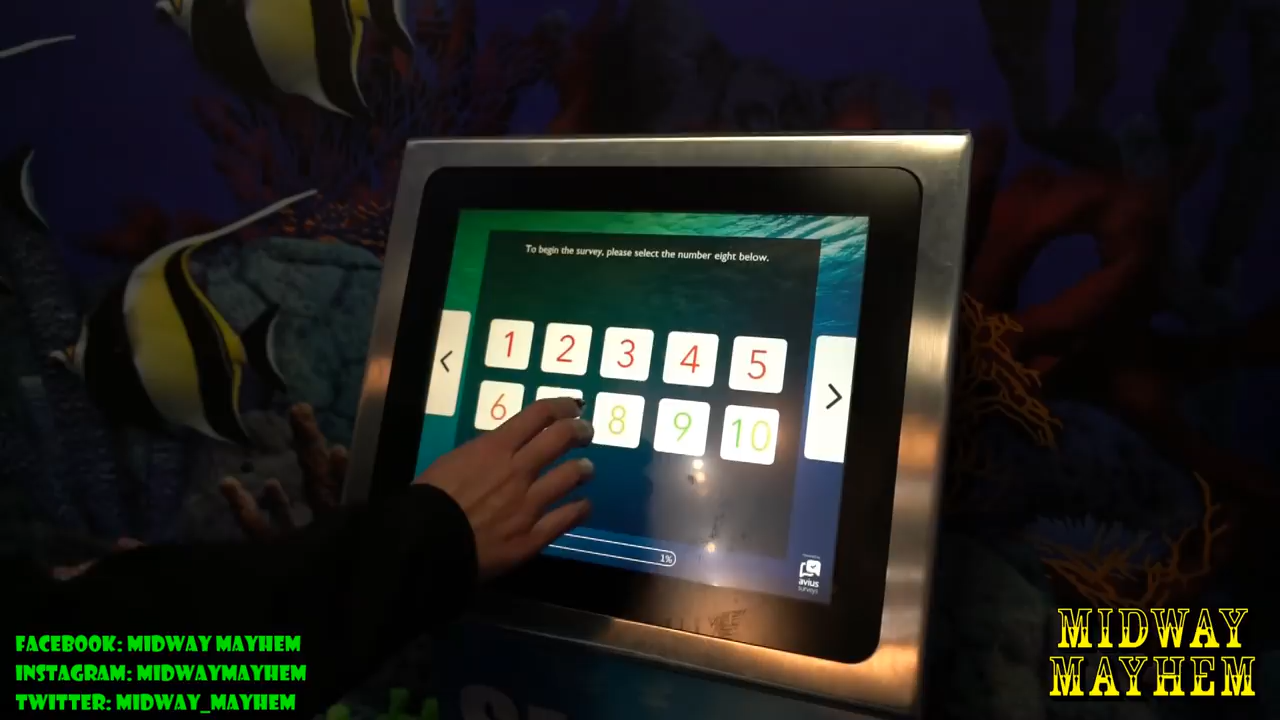 To begin the survey, please select the number eight below.
1 2 3 4 5
6 8 9 10
1%
avius
surveys
FACEBOOK: MIDWAY MAYHEM
INSTAGRAM: MIDWAYMAYHEM
TWITTER: MIDWAY_MAYHEM
MIDWAY
MAYHEM